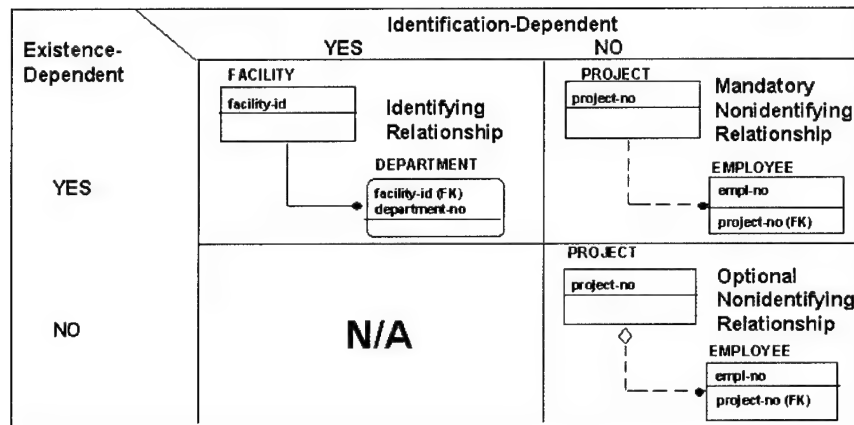 Identification-Dependent
Existence-
Dependent
YES
NO
YES
FACILITY
facility-id
Identifying
Relationship
DEPARTMENT
facility-id (FK)
department-no
PROJECT
project-no
Mandatory
Nonidentifying
Relationship
EMPLOYEE
empl-no
project-no (FK)
NO
N/A
PROJECT
project-no
Optional
Nonidentifying
Relationship
EMPLOYEE
empl-no
project-no (FK)